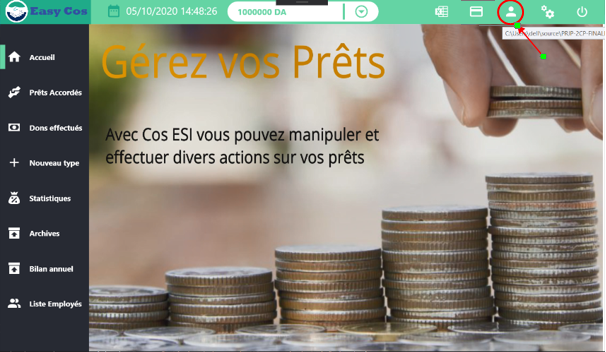 Easy Cos
05/10/2020 14:48:26
1000000 DA
C:\Users\dell\source\PRJP-2CP-FINAL
Accueil
Prêts Accordés
Dons effectués
Nouveau type
Statistiques
Archives
Bilan annuel
Liste Employés
Gérez vos Prêts
Avec Cos ESI vous pouvez manipuler et
effectuer divers actions sur vos prêts